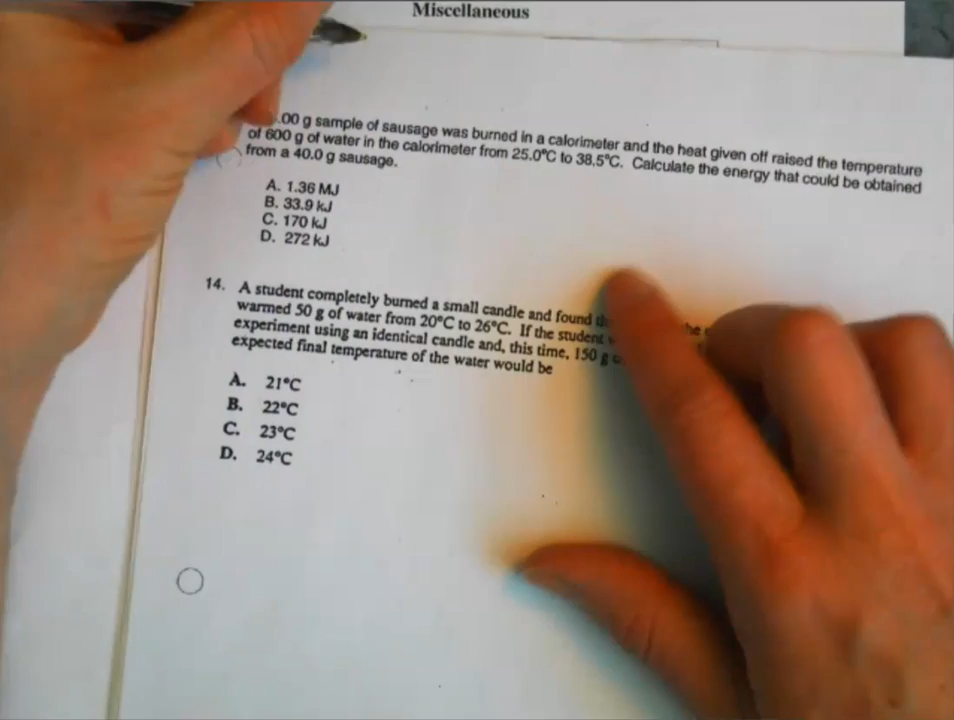 Miscellaneous
.00 g sample of sausage was burned in a calorimeter and the heat given off raised the temperature
of 600 g of water in the calorimeter from 25.0°C to 38.5°C. Calculate the energy that could be obtained
from a 40.0 g sausage.
A. 1.36 MJ
B. 33.9 kJ
C. 170 kJ
D. 272 kJ
14. A student completely burned a small candle and found
warmed 50 g of water from 20°C to 26°C. If the student
experiment using an identical candle and, this time, 150 g
expected final temperature of the water would be
A. 21°C
B. 22°C
C. 23°C
D. 24°C